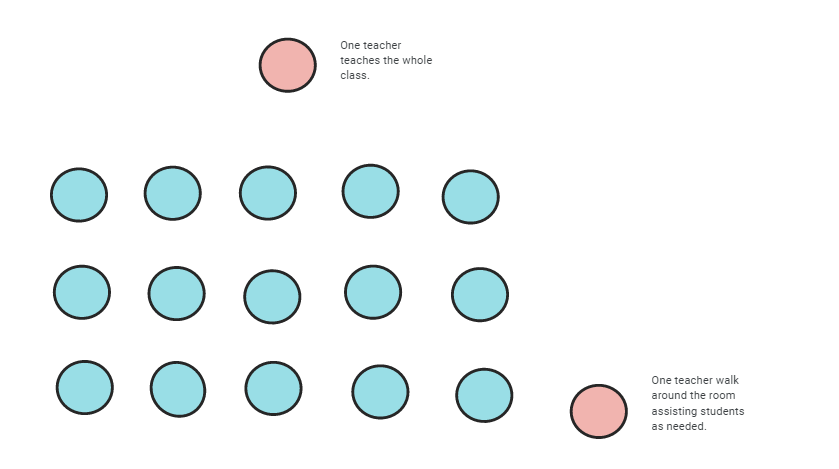 One teacher
teaches the whole
class.
One teacher walk
around the room
assisting students
as needed.